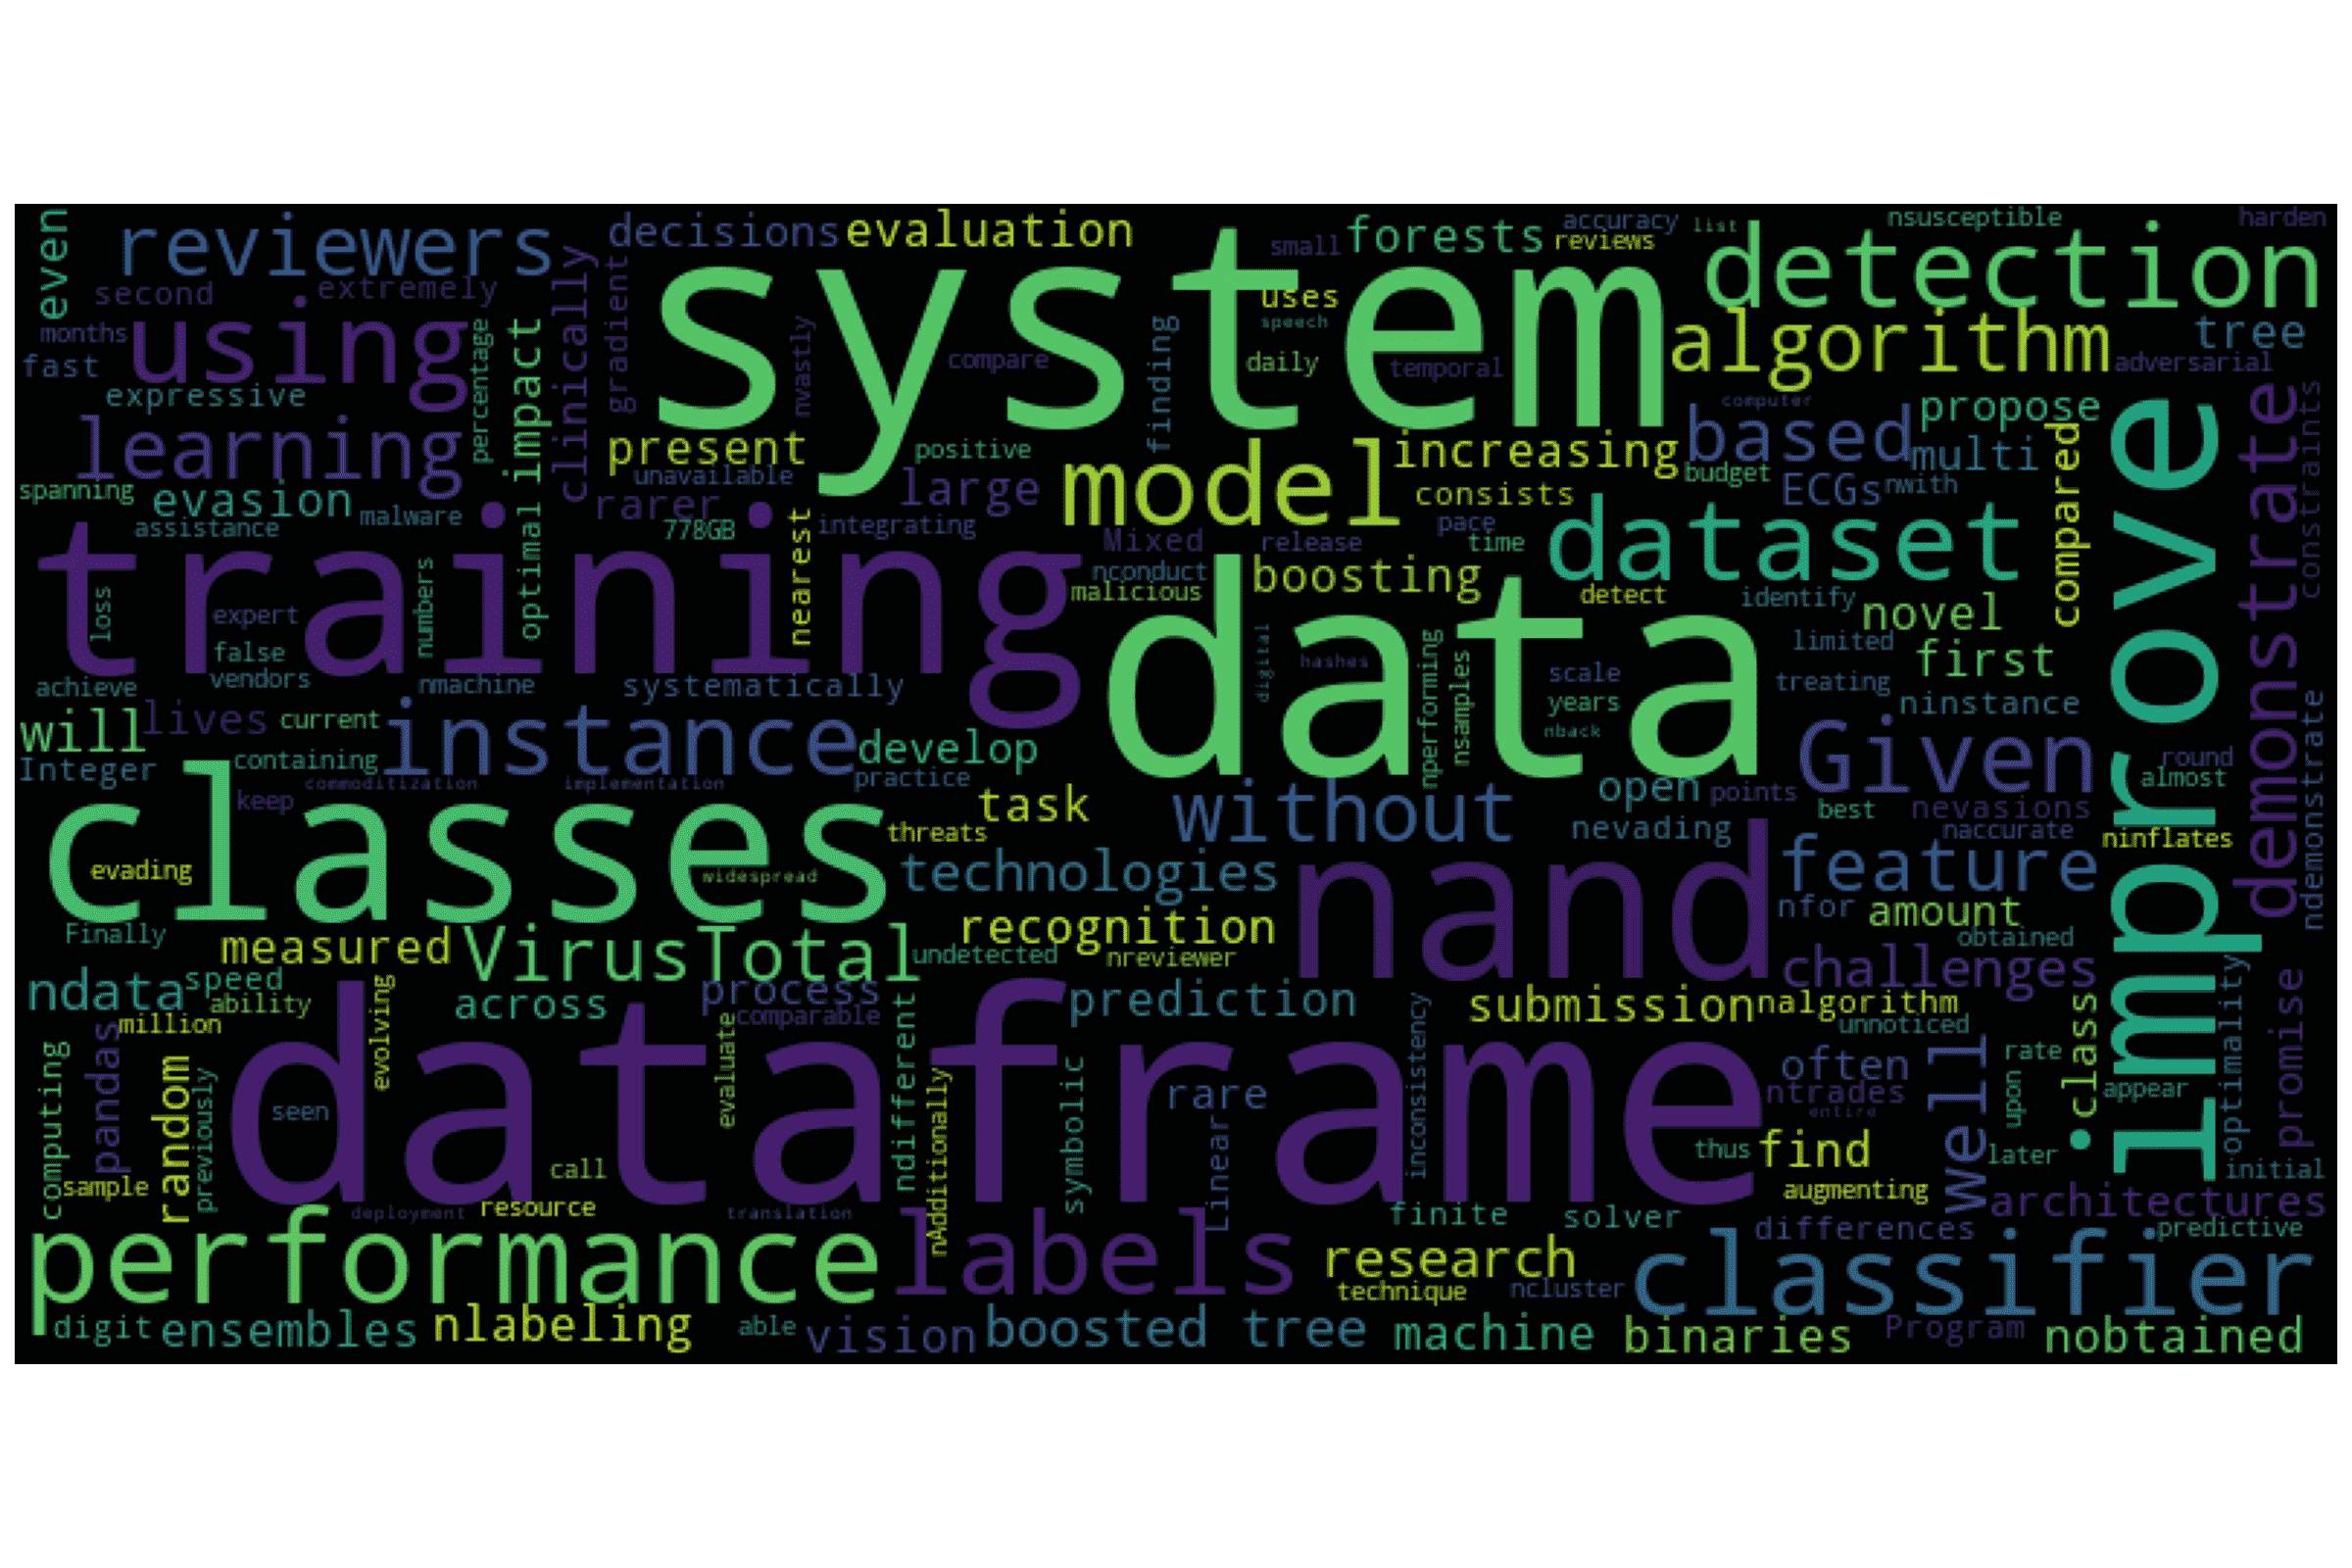 even
reviewers
decisions
evaluation
system
small
forests
accuracy
reviews
list
nsusceptible
harden
detection
second
extremely
using
months
fast
percentage
impact
clinically
gradient
nvastly
compare
finding
uses
speech
daily
temporal
algorithm
tree
adversarial
expressive
learning
present
unavailable
positive
model
increasing
consists
computer
based
budget
propose
multi
ECGs
nwith
compared
improve
demonstrate
constraints
spanning
evasion
assistance
malware
optimal
rarer
778GB
large
integrating
nearest
Mixed
release
pace
time
dataset
training
nconduct
malicious
boosting
detect
identify
novel
loss
expert
numbers
false
vendors
achieve
nmachine
systematically
data
digital
hashes
nperforming
nsamples
scale
years
nback
limited
first
treating
ninstance
will
lives
current
instance
develop
Integer
containing
practice
commoditization
implementation
keep
classes
task
threats
without
open
points
nevading
Given
best
nevasions
naccurate
round
almost
ninflates
evading
widespread
technologies
nand
feature
nfor
amount
obtained
ndemonstrate
Finally
measured
VirusTotal
undetected
recognition
nreviewer
challenges
ndata
speed
ability
across
process
comparable
prediction
submission
nalgorithm
unnoticed
million
pandas
computing
random
previously
sample
evolving
dataframe
seen
call
evaluate
ndifferent
nAdditionally
symbolic
rare
Linear
inconsistency
often
ntrades
entire
well
upon
rate
class
appear
optimality
promise
thus
find
later
initial
augmenting
architectures
deployment
resource
translation
finite
solver
differences
predictive
performance
labels
research
technique
ncluster
classifier
digit
ensembles
nlabeling
able
vision
boosted tree
machine
binaries
Program
nobtained